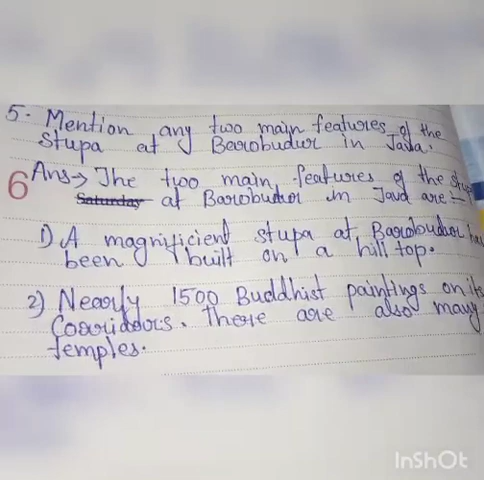 5. Mention any two main features of the
stupa at Barobudur in Java.
6 Ans→ The two main features of the stupa
Saturday at Barobudur in Java are:-
1) A magnificient stupa at Barobudur has
been built on a hill top.
2) Nearly 1500 Buddhist paintings on its
Coorriddors. There are also many
temples.
InShOt